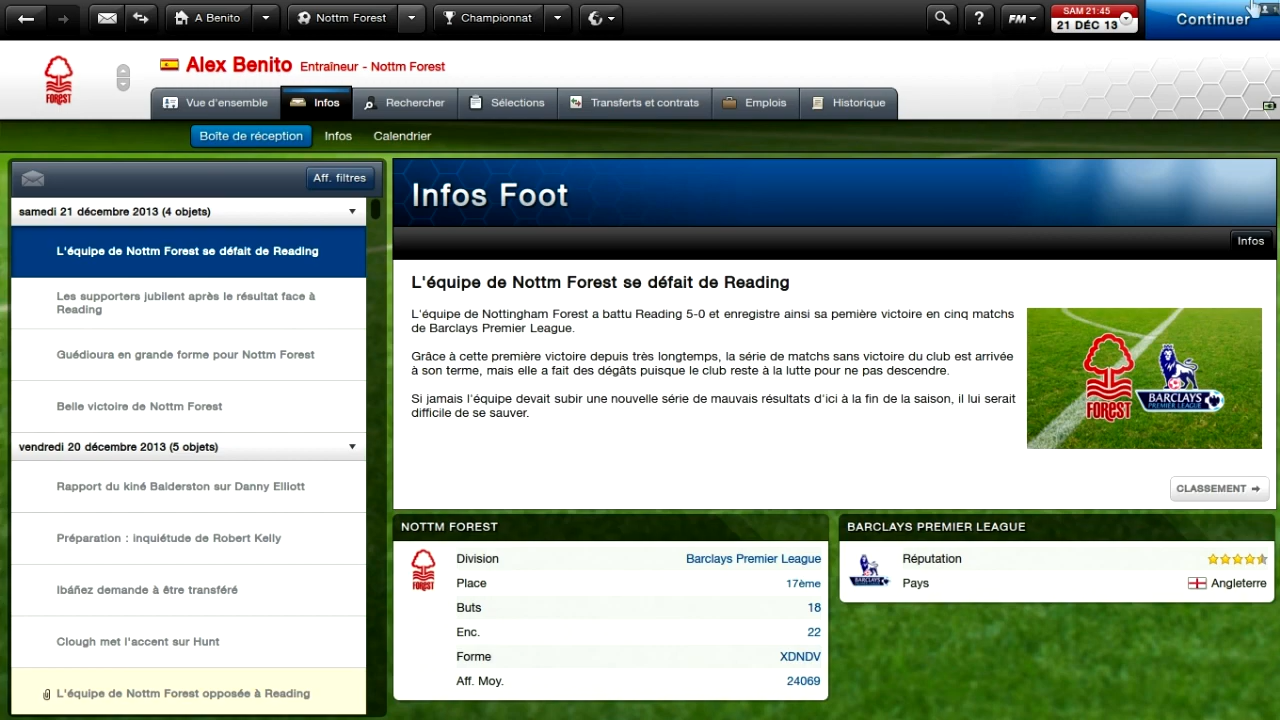 A Benito
Nottm Forest
Championnat
?
FM
SAM 21:45
21 DÉC 13
Continuer
FOREST
Alex Benito Entraîneur - Nottm Forest
Vue d'ensemble
Infos
Rechercher
Sélections
Transferts et contrats
Emplois
Historique
Boîte de réception
Infos
Calendrier
Aff. filtres
samedi 21 décembre 2013 (4 objets)
L'équipe de Nottm Forest se défait de Reading
Les supporters jubilent après le résultat face à
Reading
Guédioura en grande forme pour Nottm Forest
Belle victoire de Nottm Forest
vendredi 20 décembre 2013 (5 objets)
Rapport du kiné Balderston sur Danny Elliott
Préparation : inquiétude de Robert Kelly
Ibáñez demande à être transféré
Clough met l'accent sur Hunt
L'équipe de Nottm Forest opposée à Reading
Infos Foot
Infos
L'équipe de Nottm Forest se défait de Reading
L'équipe de Nottingham Forest a battu Reading 5-0 et enregistre ainsi sa pemière victoire en cinq matchs
de Barclays Premier League.
Grâce à cette première victoire depuis très longtemps, la série de matchs sans victoire du club est arrivée
à son terme, mais elle a fait des dégâts puisque le club reste à la lutte pour ne pas descendre.
Si jamais l'équipe devait subir une nouvelle série de mauvais résultats d'ici à la fin de la saison, il lui serait
difficile de se sauver.
FOREST
BARCLAYS
PREMIER LEAGUE
CLASSEMENT
NOTTM FOREST
FOREST
Division Barclays Premier League
Place 17ème
Buts 18
Enc. 22
Forme XDNDV
Aff. Moy. 24069
BARCLAYS PREMIER LEAGUE
BARCLAYS
Réputation
Pays Angleterre